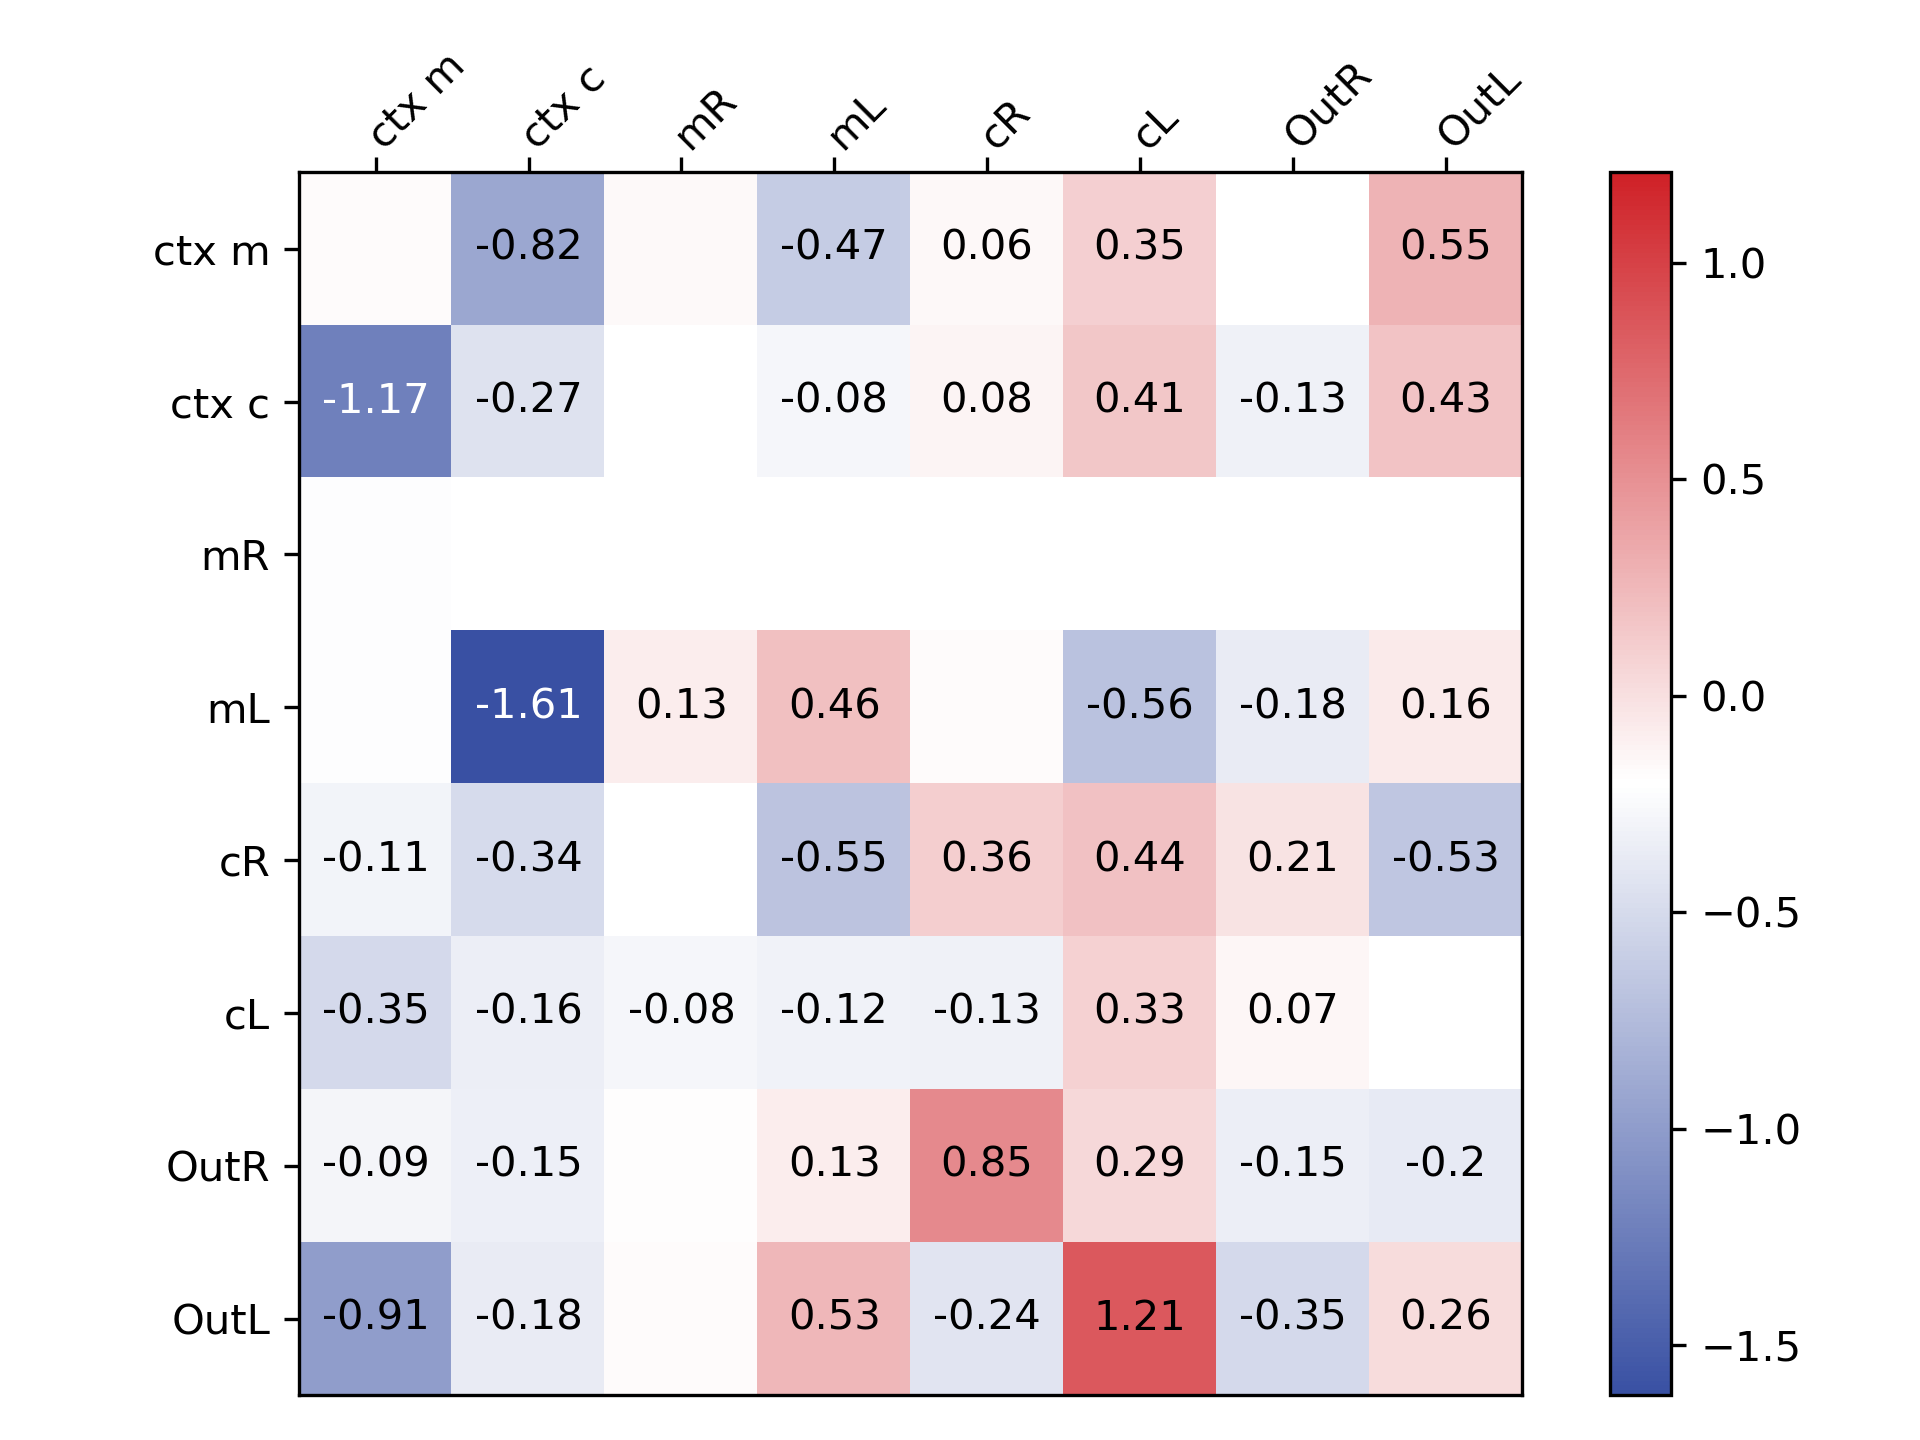 ctx m ctx c mR mL cR cL OutR OutL
ctx m -0.82 -0.47 0.06 0.35 0.55 1.0
ctx c -1.17 -0.27 -0.08 0.08 0.41 -0.13 0.43 0.5
mR
mL -1.61 0.13 0.46 -0.56 -0.18 0.16 0.0
cR -0.11 -0.34 -0.55 0.36 0.44 0.21 -0.53 −0.5
cL -0.35 -0.16 -0.08 -0.12 -0.13 0.33 0.07
OutR -0.09 -0.15 0.13 0.85 0.29 -0.15 -0.2 −1.0
OutL -0.91 -0.18 0.53 -0.24 1.21 -0.35 0.26 −1.5